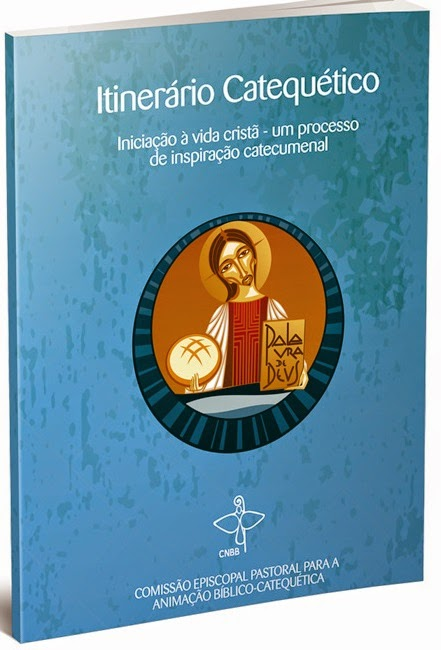 Itinerário Catequético
Iniciação à vida cristã - um processo
de inspiração catecumenal
PALA
VRA DE
DEUS
CNBB
COMISSÃO EPISCOPAL PASTORAL PARA A
ANIMAÇÃO BÍBLICO-CATEQUÉTICA